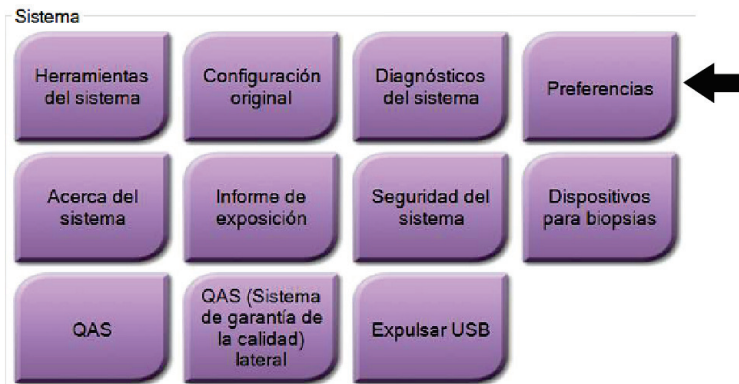 Sistema
Herramientas
del sistema
Configuración
original
Diagnósticos
del sistema
Preferencias
Acerca del
sistema
Informe de
exposición
Seguridad del
sistema
Dispositivos
para biopsias
QAS
QAS (Sistema
de garantía de
la calidad)
lateral
Expulsar USB